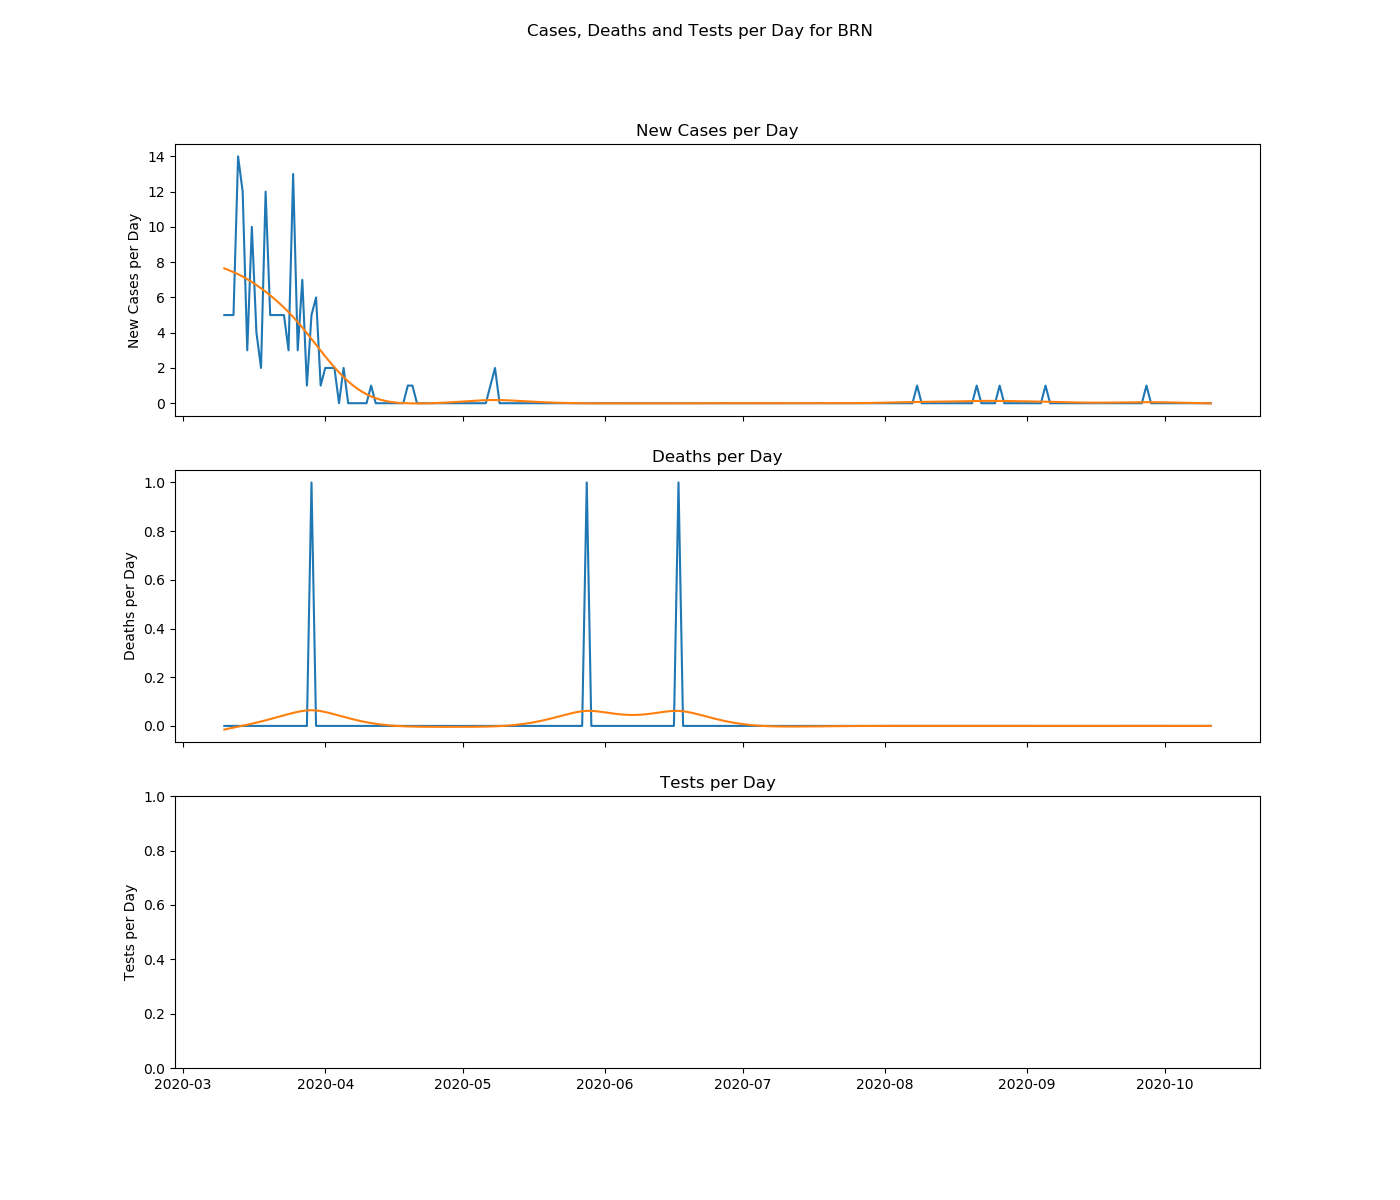 Cases, Deaths and Tests per Day for BRN
New Cases per Day
New Cases per Day
14
12
10
8
6
4
2
0
Deaths per Day
Deaths per Day
1.0
0.8
0.6
0.4
0.2
0.0
Tests per Day
Tests per Day
1.0
0.8
0.6
0.4
0.2
0.0
2020-03 2020-04 2020-05 2020-06 2020-07 2020-08 2020-09 2020-10